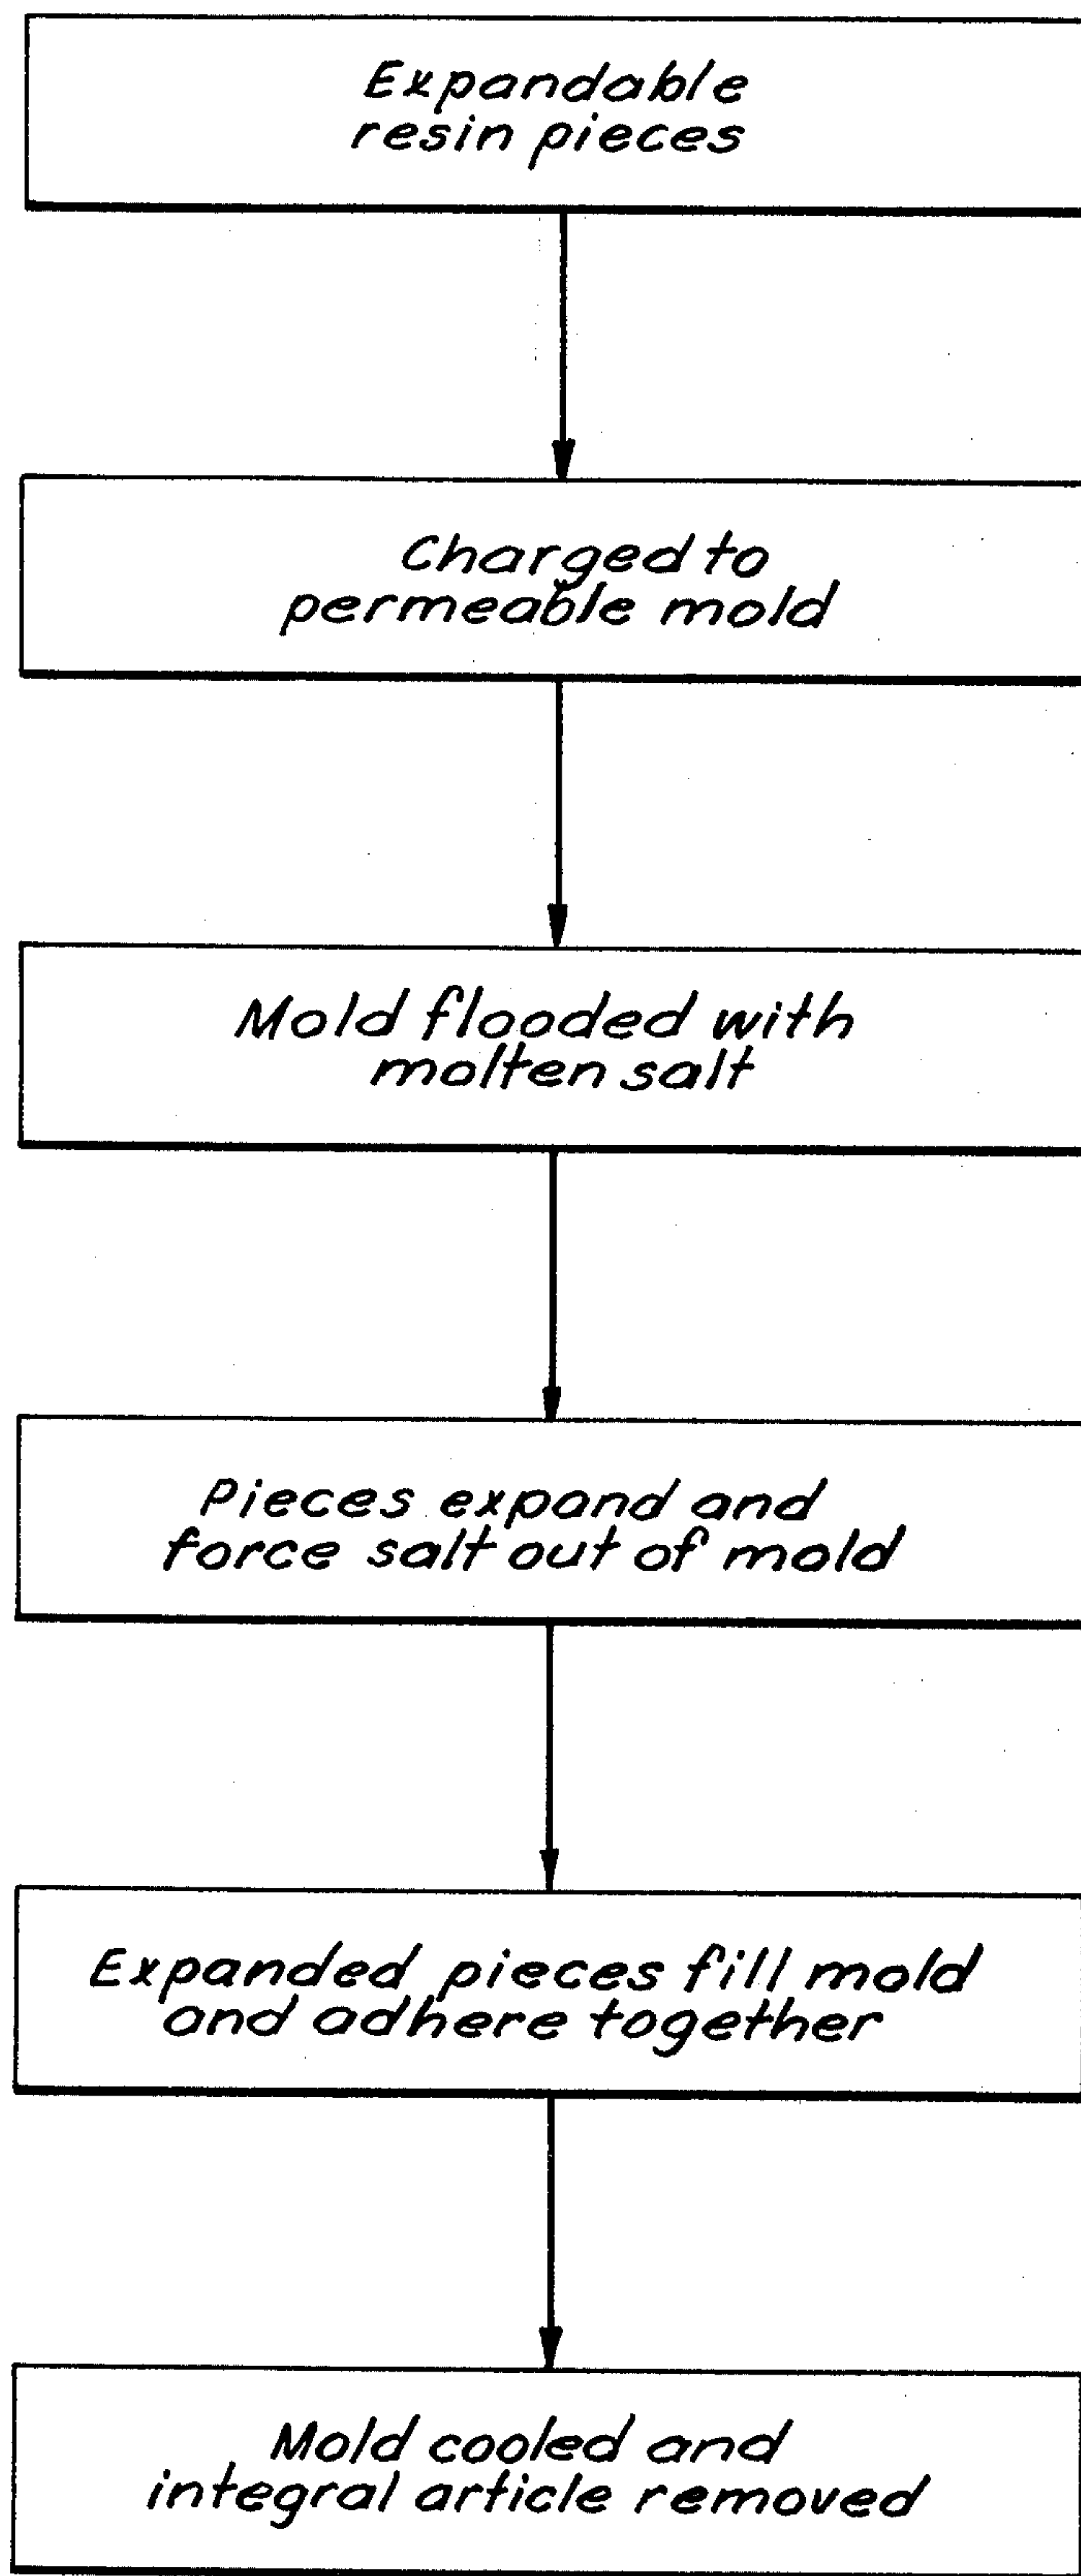 Expandable
resin pieces
Charged to
permeable mold
Mold flooded with
molten salt
Pieces expand and
force salt out of mold
Expanded pieces fill mold
and adhere together
Mold cooled and
integral article removed